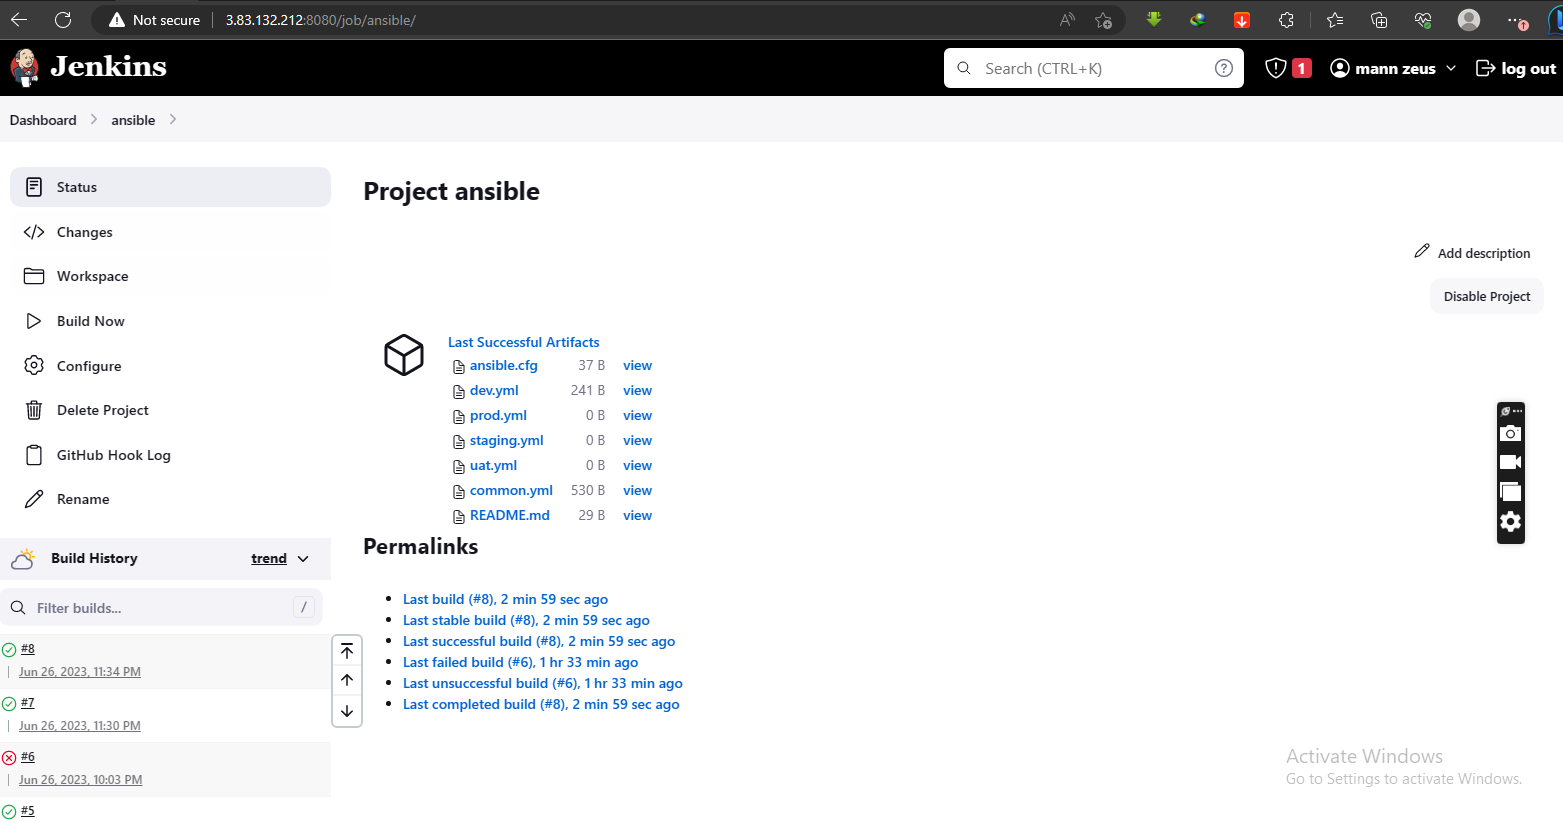 Not secure 3.83.132.212:8080/job/ansible/
Jenkins Search (CTRL+K) 1 mann zeus log out
Dashboard ansible
Status
Changes
Workspace
Build Now
Configure
Delete Project
GitHub Hook Log
Rename
Build History trend
Filter builds... /
#8
Jun 26, 2023, 11:34 PM
#7
Jun 26, 2023, 11:30 PM
#6
Jun 26, 2023, 10:03 PM
#5
Project ansible
Add description
Disable Project
Last Successful Artifacts
ansible.cfg 37 B view
dev.yml 241 B view
prod.yml 0 B view
staging.yml 0 B view
uat.yml 0 B view
common.yml 530 B view
README.md 29 B view
Permalinks
Last build (#8), 2 min 59 sec ago
Last stable build (#8), 2 min 59 sec ago
Last successful build (#8), 2 min 59 sec ago
Last failed build (#6), 1 hr 33 min ago
Last unsuccessful build (#6), 1 hr 33 min ago
Last completed build (#8), 2 min 59 sec ago
Activate Windows
Go to Settings to activate Windows.